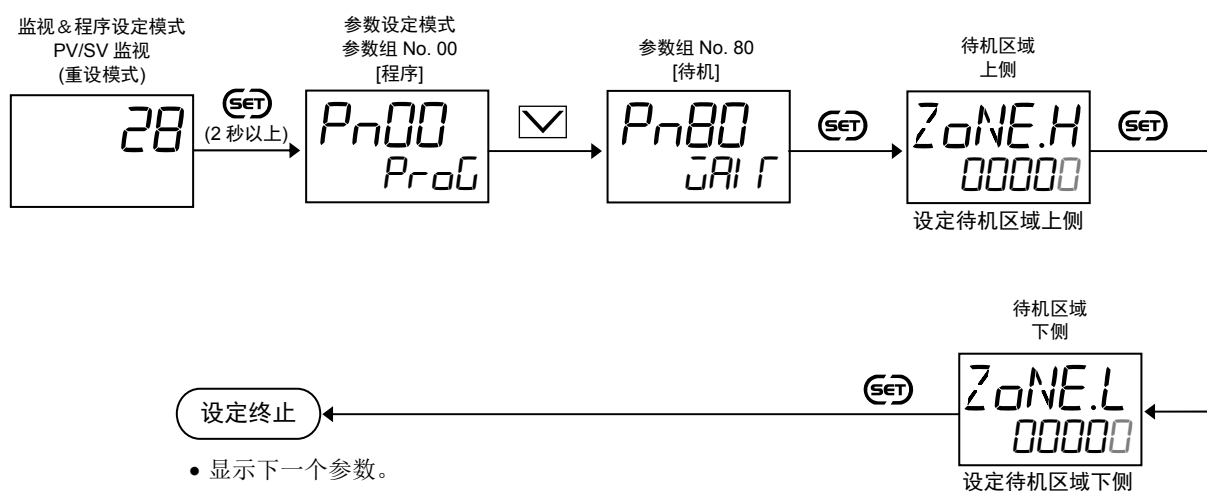 监视&程序设定模式
PV/SV 监视
(重设模式)
28
SET
(2 秒以上)
参数设定模式
参数组 No. 00
[程序]
Pn00
ProG
参数组 No. 80
[待机]
Pn80
WAIT
SET
待机区域
上侧
ZoNE.H
00000
设定待机区域上侧
SET
待机区域
下侧
ZoNE.L
00000
设定待机区域下侧
SET
设定终止
• 显示下一个参数。